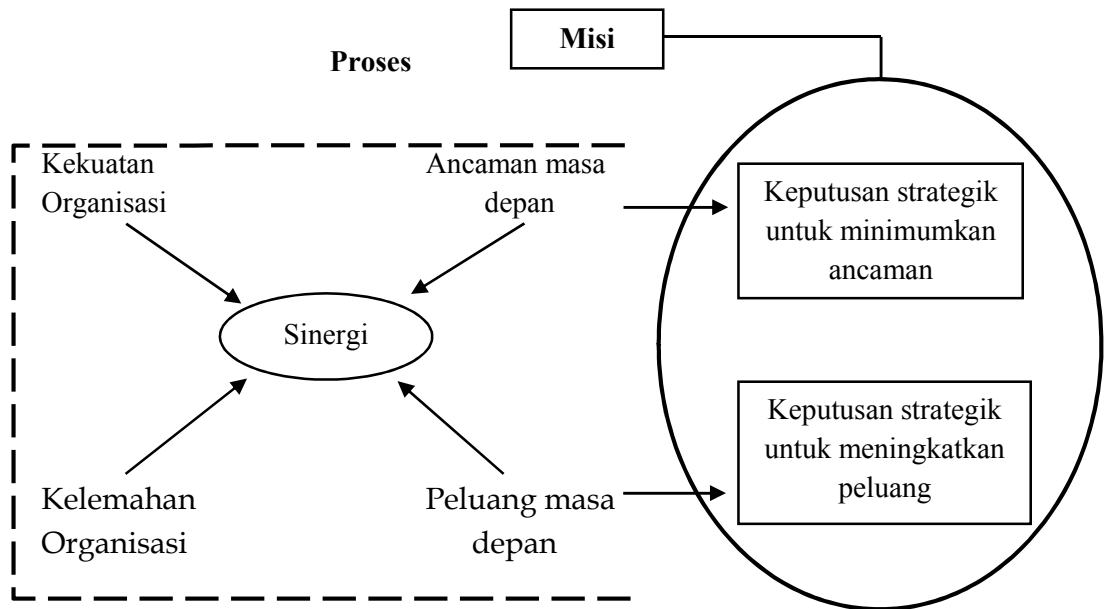 Misi
Proses
Kekuatan
Organisasi
Ancaman masa
depan
Keputusan strategik
untuk minimumkan
ancaman
Sinergi
Keputusan strategik
untuk meningkatkan
peluang
Kelemahan
Organisasi
Peluang masa
depan